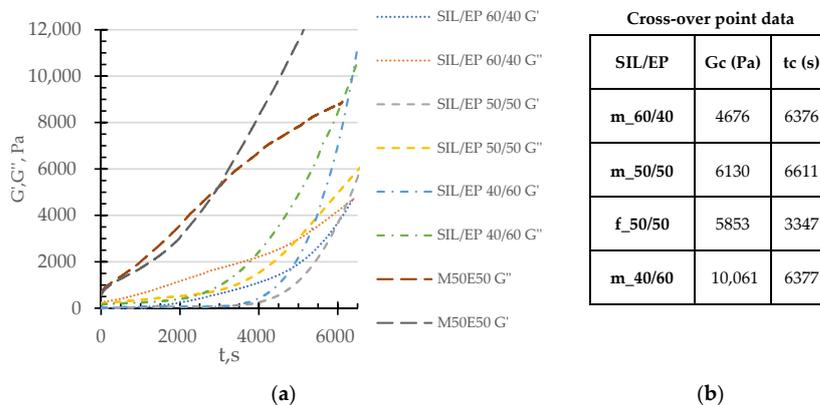 12,000
10,000
8000
6000
4000
2000
0
G',G'', Pa
0 2000 4000 6000
t,s
SIL/EP 60/40 G'
SIL/EP 60/40 G''
SIL/EP 50/50 G'
SIL/EP 50/50 G''
SIL/EP 40/60 G'
SIL/EP 40/60 G''
M50E50 G''
M50E50 G'
(a)
Cross-over point data
SIL/EP Gc (Pa) tc (s)
m_60/40 4676 6376
m_50/50 6130 6611
f_50/50 5853 3347
m_40/60 10,061 6377
(b)